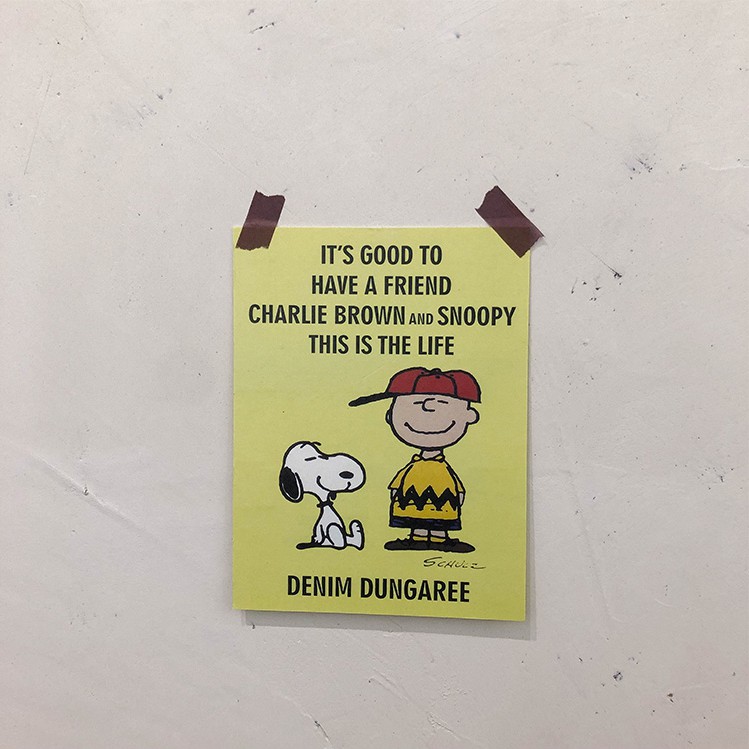 IT'S GOOD TO
HAVE A FRIEND
CHARLIE BROWN AND SNOOPY
THIS IS THE LIFE
SCHULZ
DENIM DUNGAREE